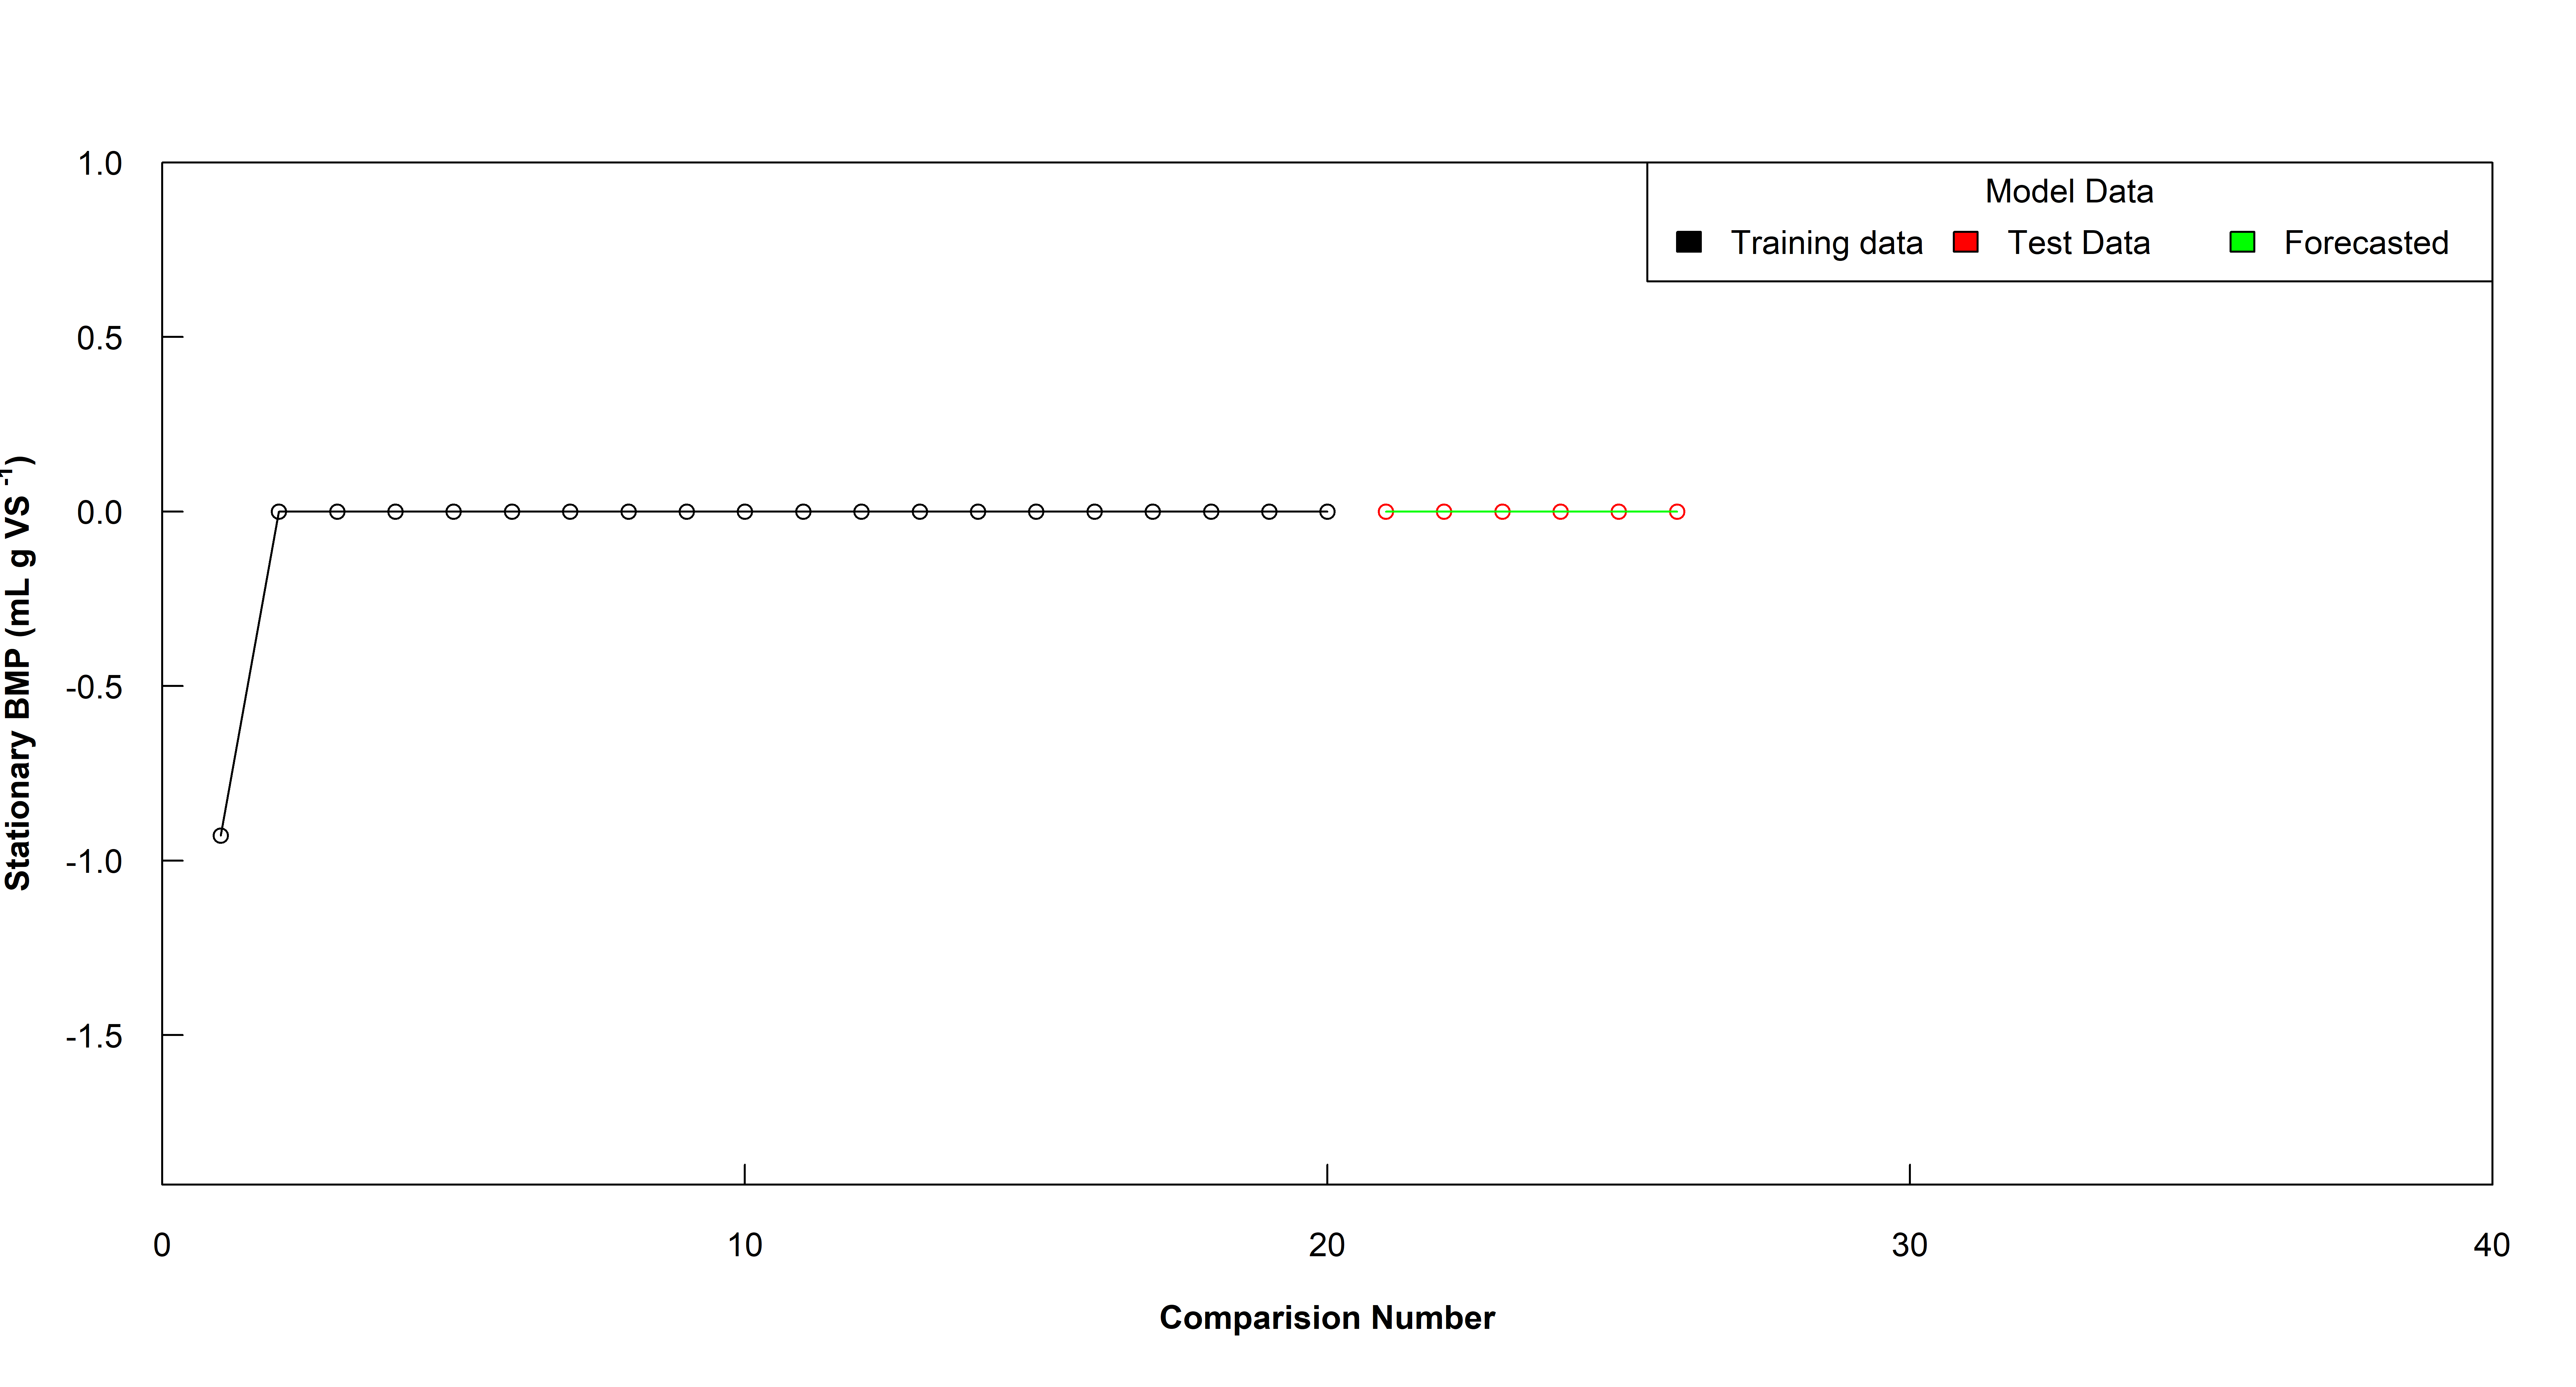 1.0
Model Data
Training data Test Data Forecasted
0.5
0.0
-0.5
-1.0
-1.5
Stationary BMP (mL g VS -1)
0 10 20 30 40
Comparision Number